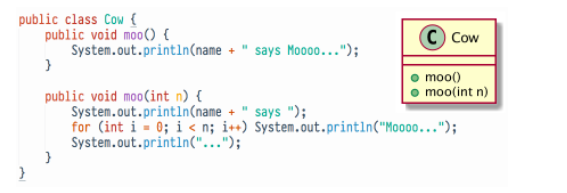 public class Cow {
    public void moo() {
        System.out.println(name + " says Moooo...");
    }

    public void moo(int n) {
        System.out.println(name + " says ");
        for (int i = 0; i < n; i++) System.out.println("Moooo...");
        System.out.println("...");
    }
}
C Cow
moo()
moo(int n)